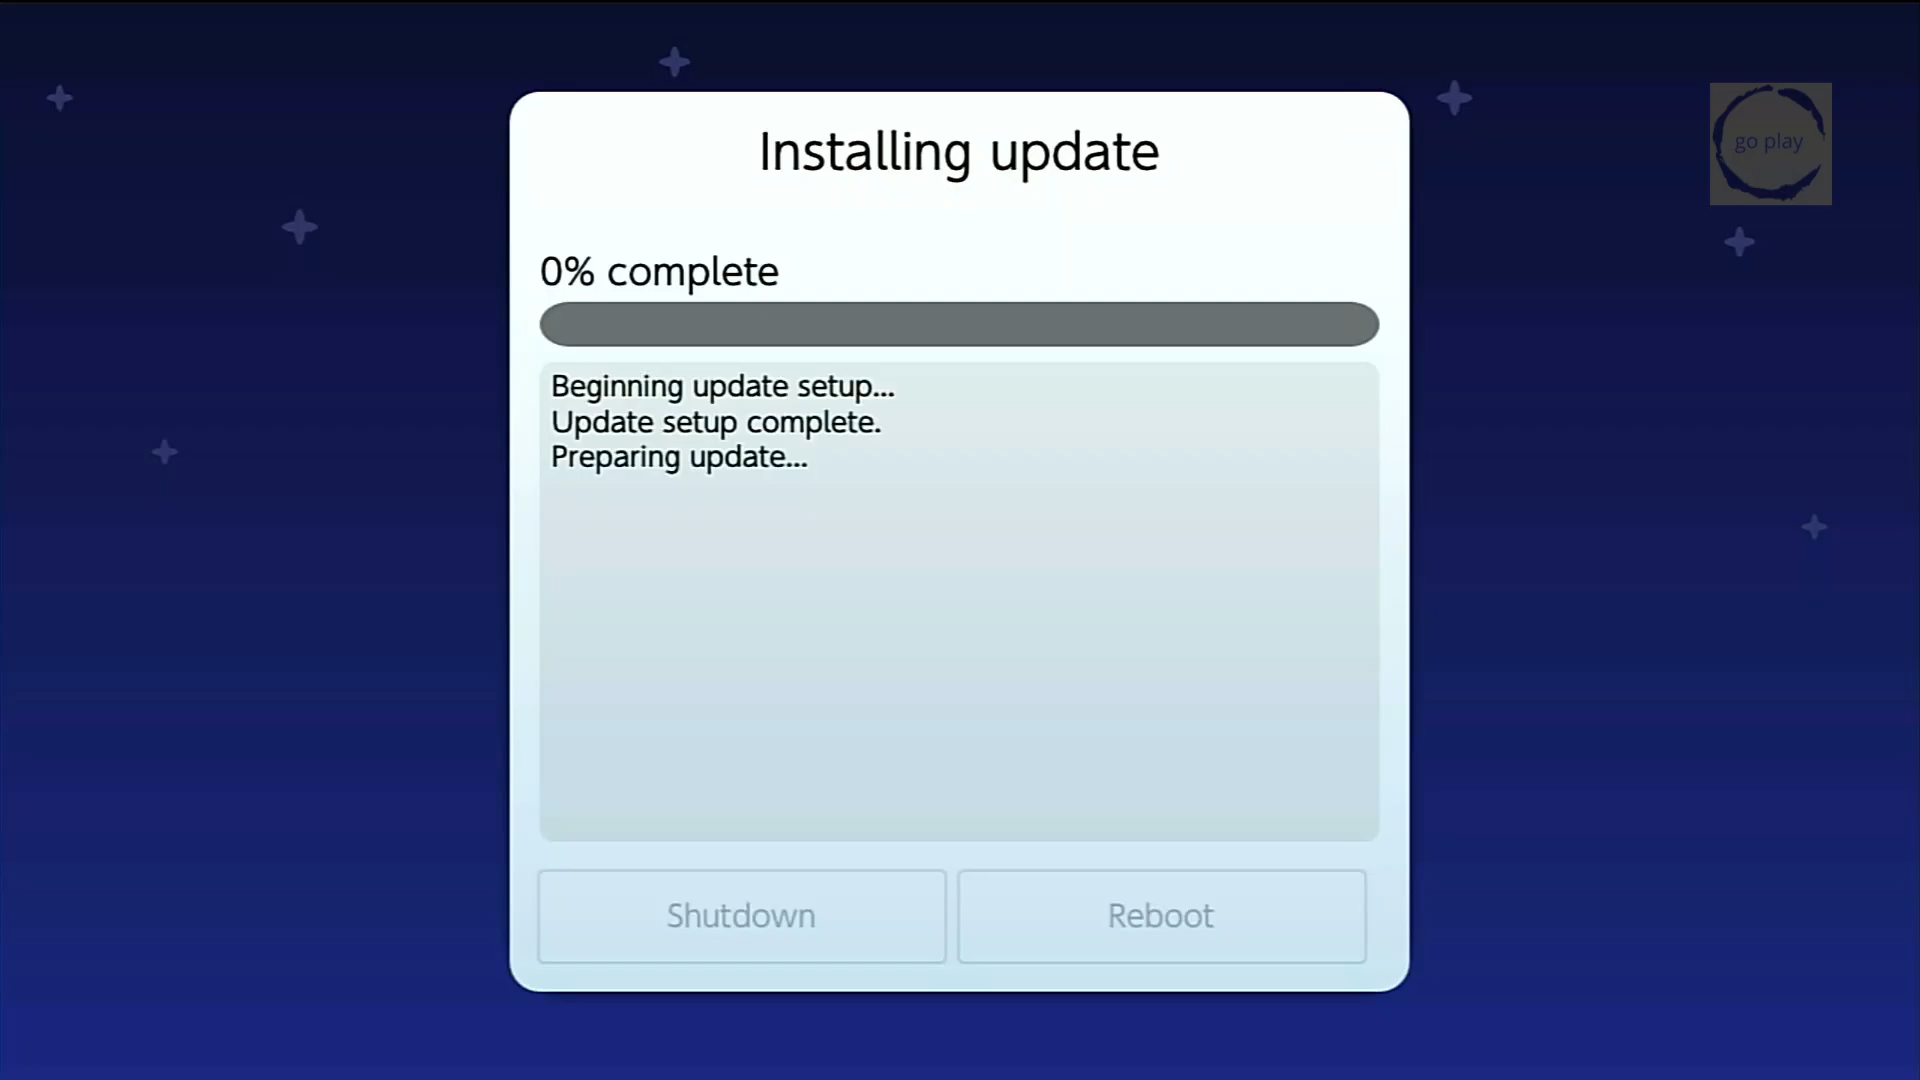 Installing update
go play
0% complete
Beginning update setup...
Update setup complete.
Preparing update...
Shutdown
Reboot